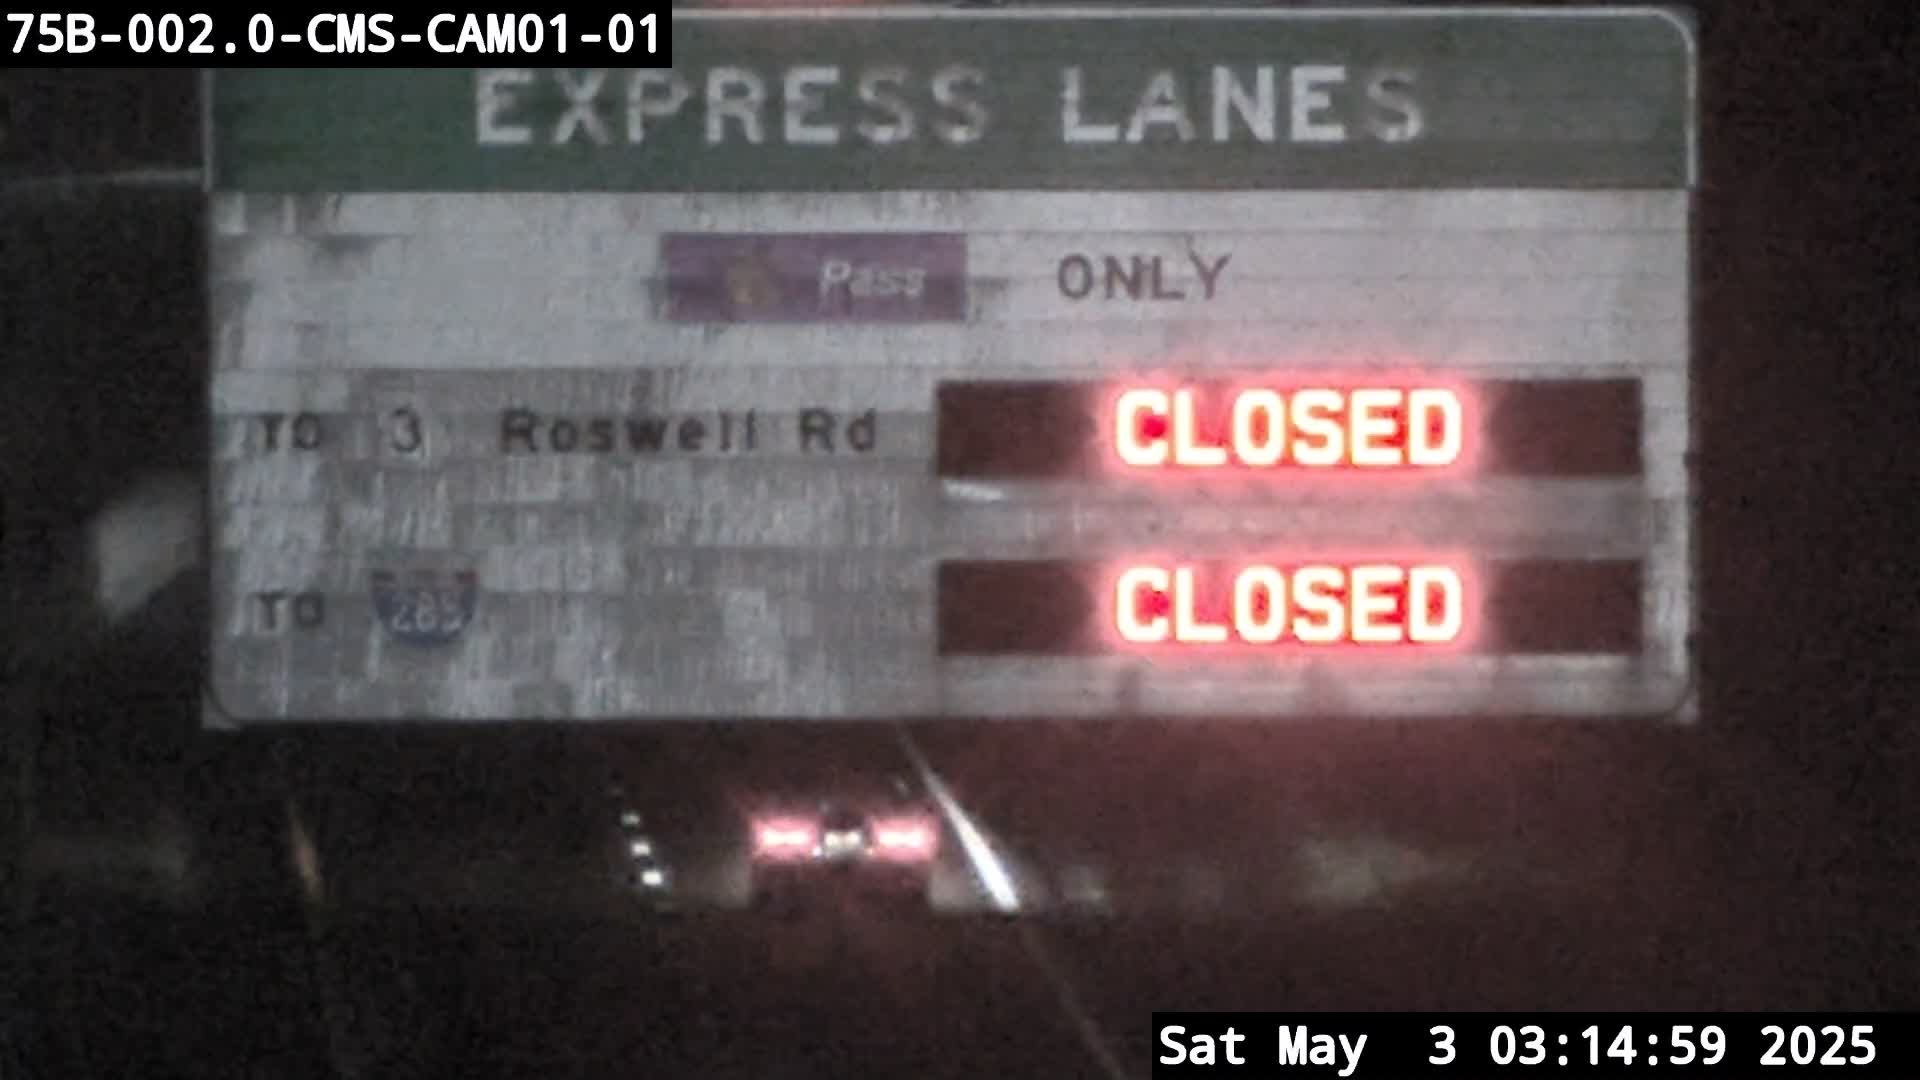 75B-002.0-CMS-CAM01-01
EXPRESS LANES
Pass ONLY
TO 3 Roswell Rd CLOSED
TO 285 CLOSED
Sat May 3 03:14:59 2025